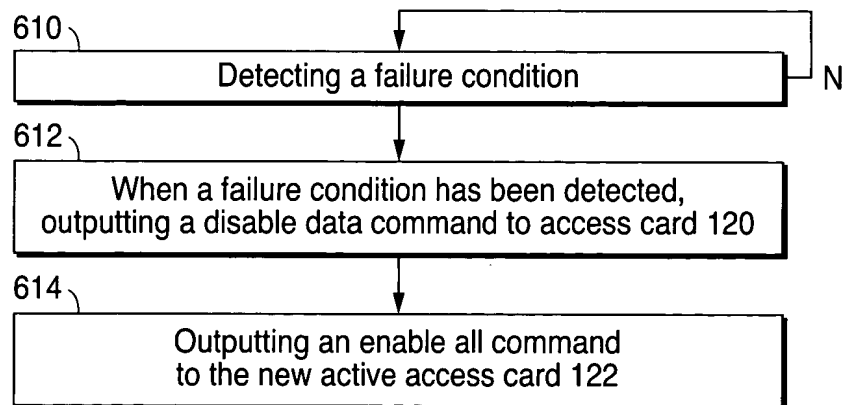 610
Detecting a failure condition
N
612
When a failure condition has been detected,
outputting a disable data command to access card 120
614
Outputting an enable all command
to the new active access card 122